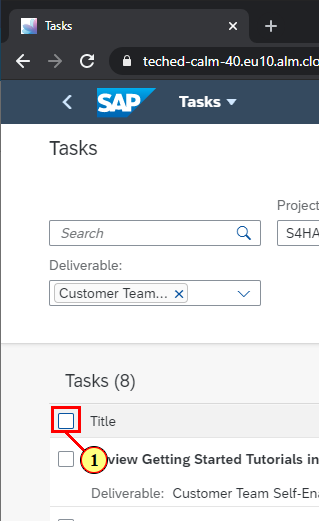 Tasks
teched-calm-40.eu10.alm.clo
SAP
Tasks
Tasks
Project
Search
S4HA
Deliverable:
Customer Team...
Tasks (8)
Title
view Getting Started Tutorials in
1
Deliverable: Customer Team Self-Ena